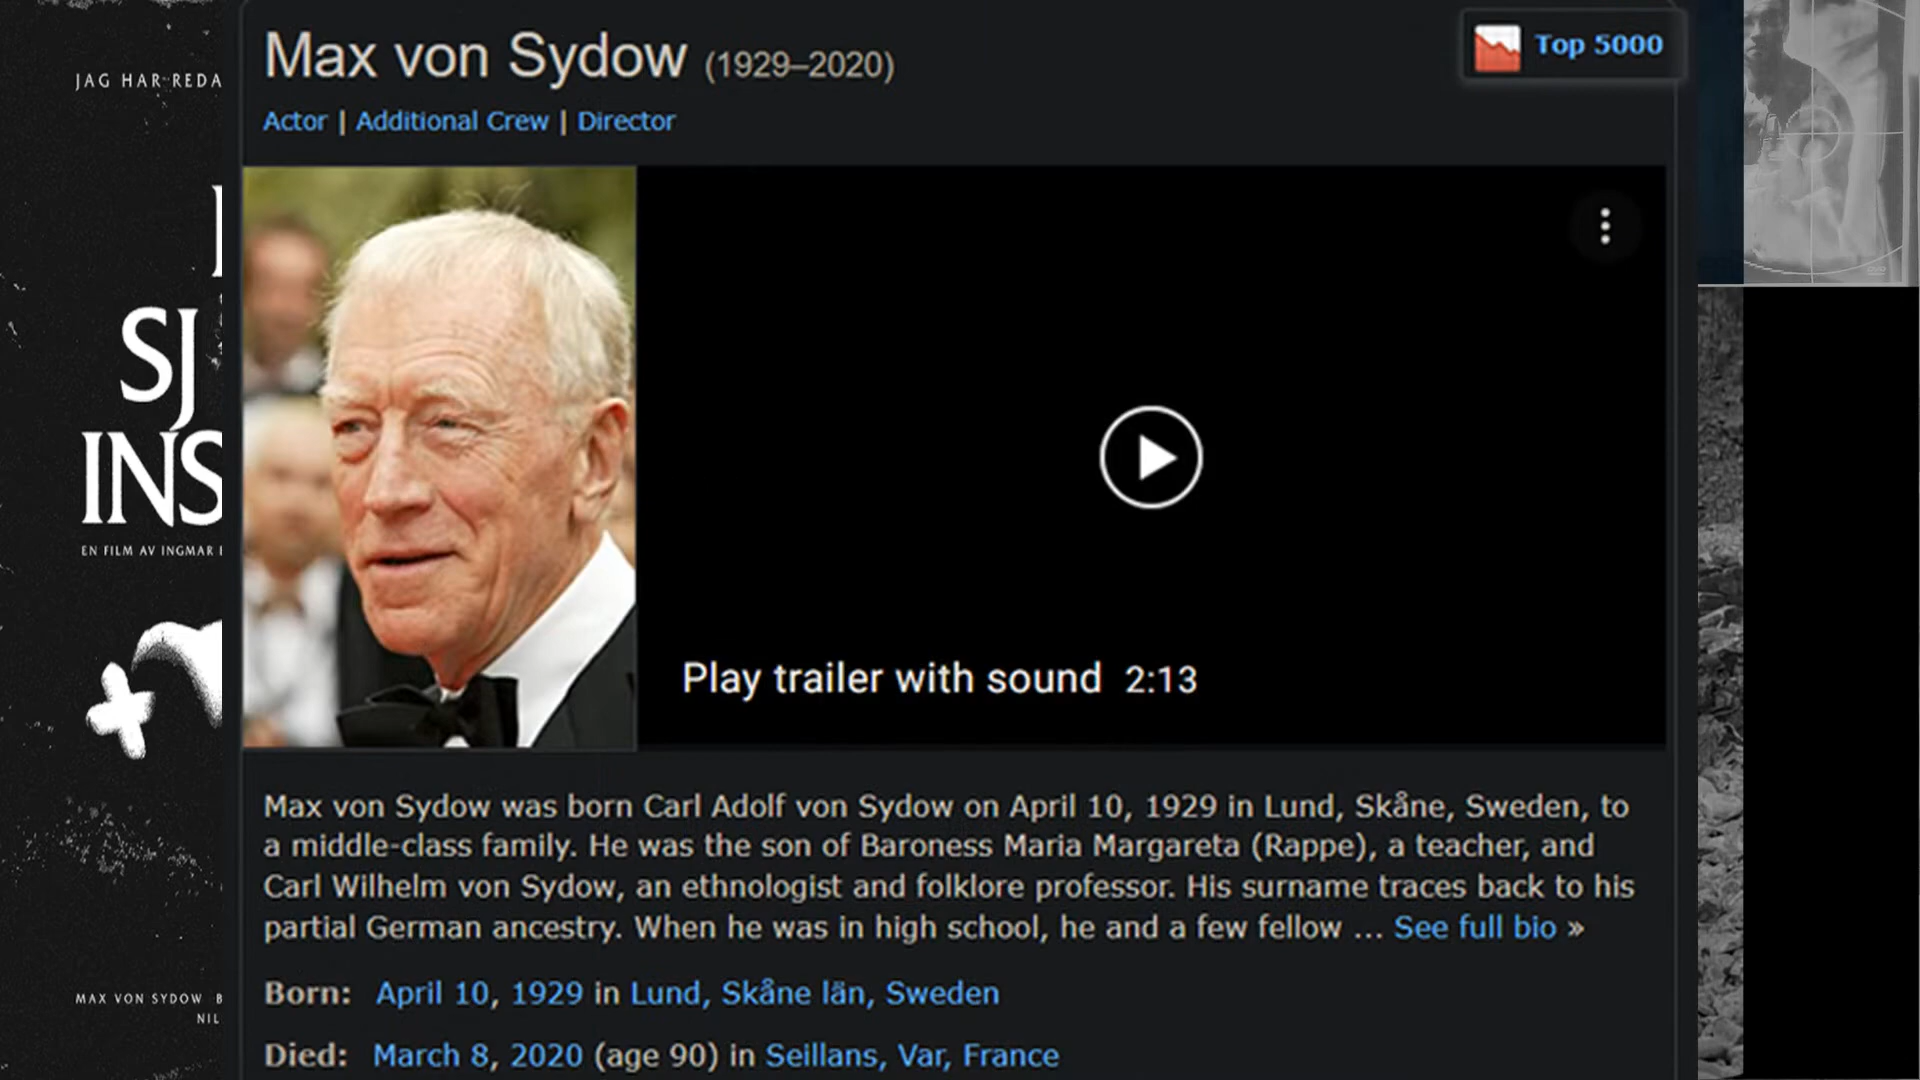 JAG HAR REDA
Max von Sydow (1929–2020)
Top 5000
Actor | Additional Crew | Director
SJ
INS
EN FILM AV INGMAR
Play trailer with sound 2:13
Max von Sydow was born Carl Adolf von Sydow on April 10, 1929 in Lund, Skåne, Sweden, to
a middle-class family. He was the son of Baroness Maria Margareta (Rappe), a teacher, and
Carl Wilhelm von Sydow, an ethnologist and folklore professor. His surname traces back to his
partial German ancestry. When he was in high school, he and a few fellow ... See full bio »
Born: April 10, 1929 in Lund, Skåne län, Sweden
MAX VON SYDOW B
NIL
Died: March 8, 2020 (age 90) in Seillans, Var, France